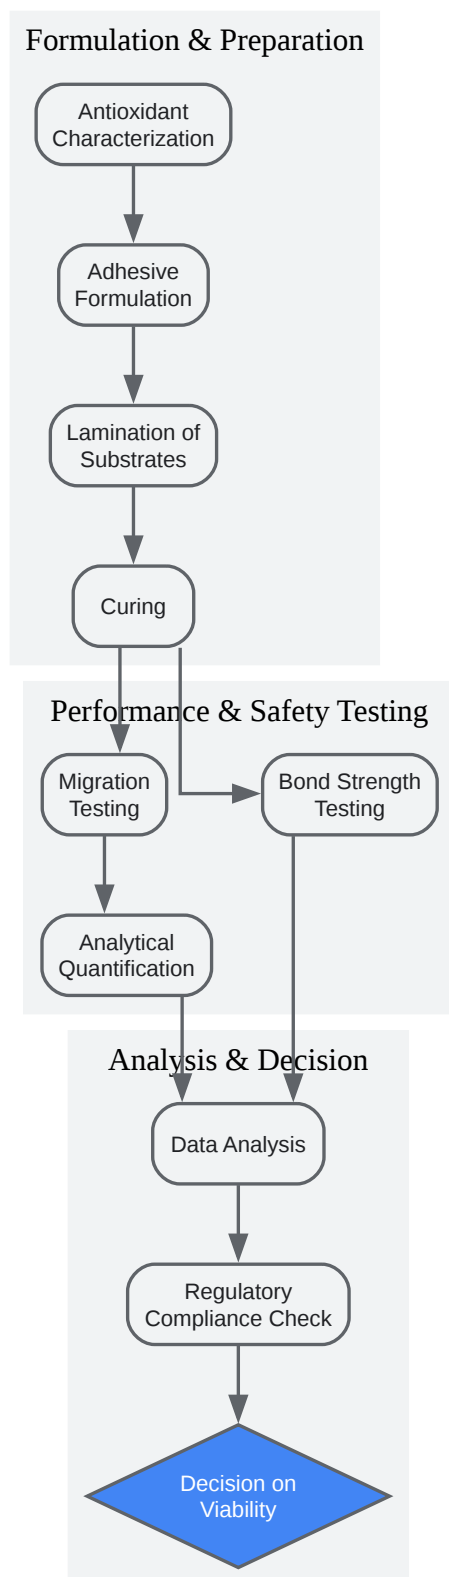 Formulation & Preparation
Antioxidant
Characterization
Adhesive
Formulation
Lamination of
Substrates
Curing
Performance & Safety Testing
Migration
Testing
Bond Strength
Testing
Analytical
Quantification
Analysis & Decision
Data Analysis
Regulatory
Compliance Check
Decision on
Viability